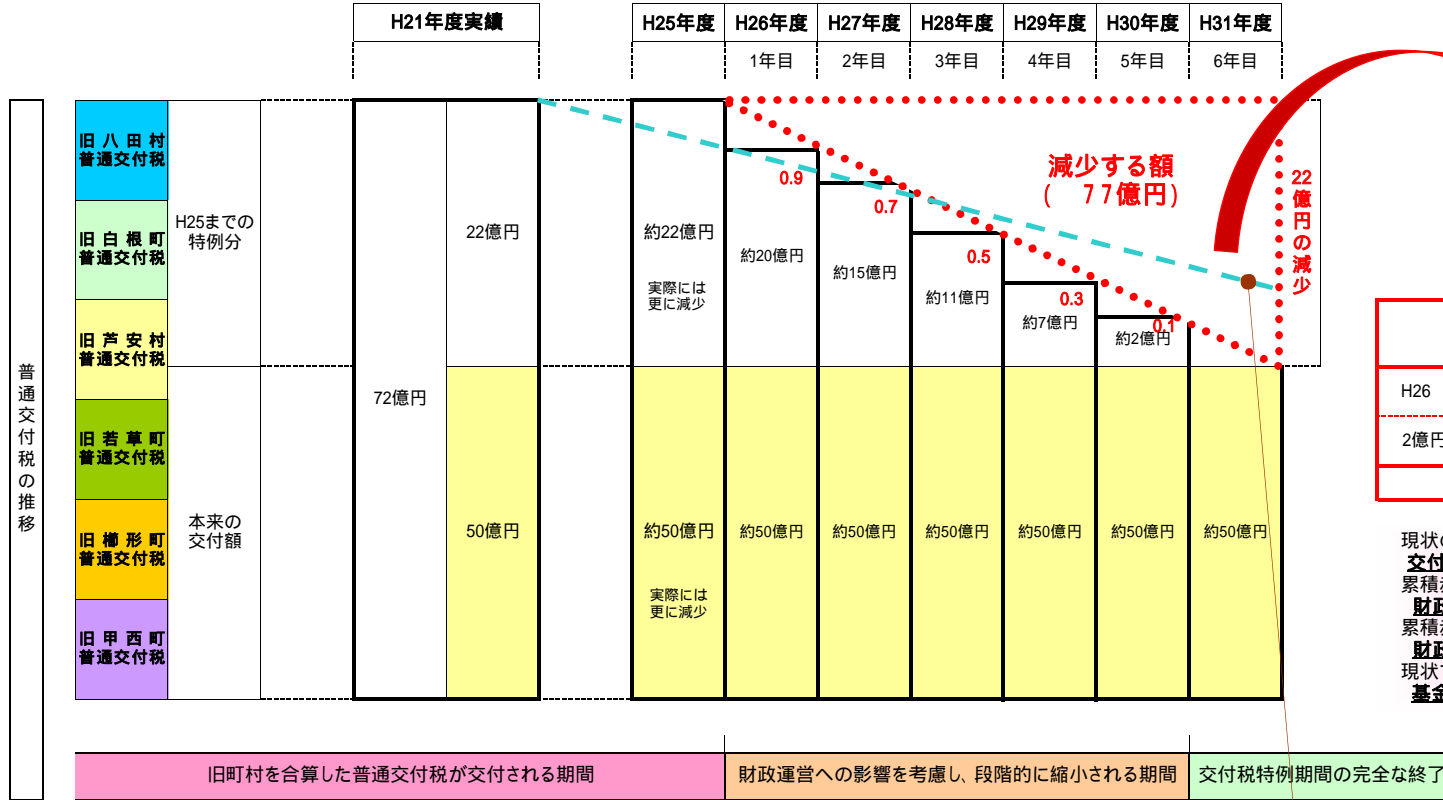 H21年度実績
H25年度
H26年度
H27年度
H28年度
H29年度
H30年度
H31年度
1年目
2年目
3年目
4年目
5年目
6年目
普通交付税の推移
旧八田村
普通交付税
旧白根町
普通交付税
旧芦安村
普通交付税
旧若草町
普通交付税
旧櫛形町
普通交付税
旧甲西町
普通交付税
H25までの
特例分
本来の
交付額
72億円
22億円
50億円
約22億円
実際には
更に減少
約50億円
実際には
更に減少
0.9
約20億円
約50億円
0.7
約15億円
約50億円
0.5
約11億円
約50億円
0.3
約7億円
約50億円
0.1
約2億円
約50億円
約50億円
減少する額
( 77億円)
22億円の減少
H26
2億円
現状の
交付
累積
財政
累積
財政
現状で
基金
旧町村を合算した普通交付税が交付される期間
財政運営への影響を考慮し、段階的に縮小される期間
交付税特例期間の完全な終了